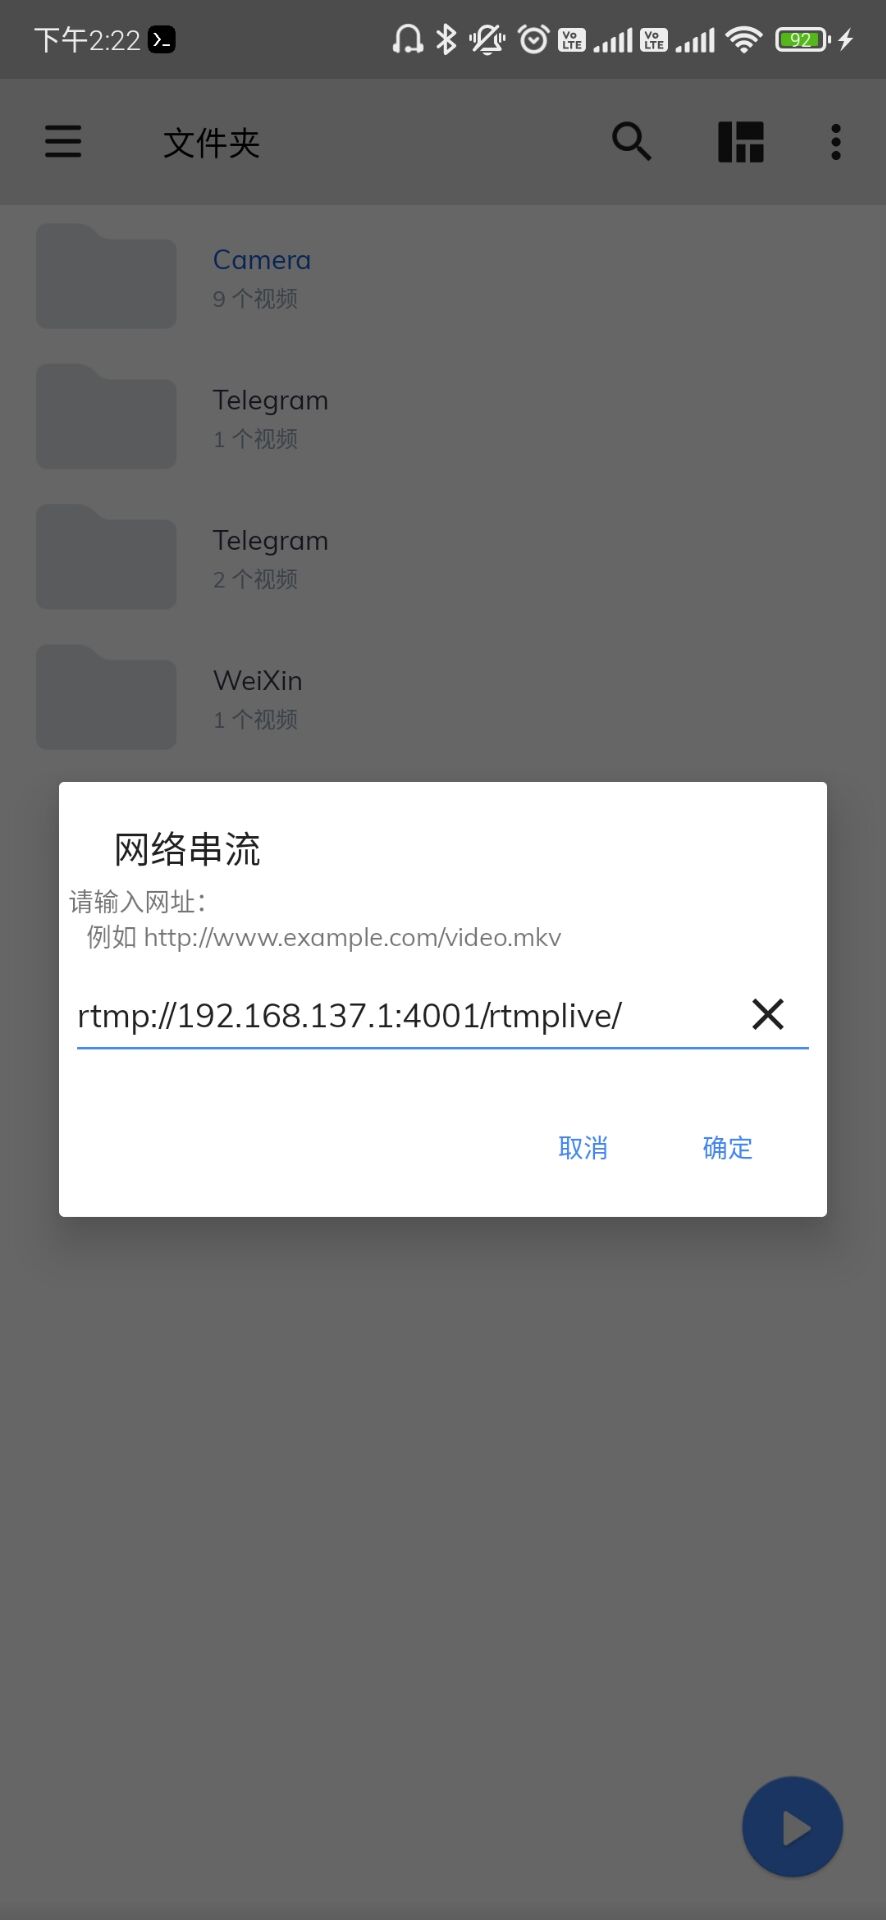 下午2:22
Vo LTE
Vo LTE
92
文件夹
Camera
9 个视频
Telegram
1 个视频
Telegram
2 个视频
WeiXin
1 个视频
网络串流
请输入网址：
例如 http://www.example.com/video.mkv
rtmp://192.168.137.1:4001/rtmplive/
取消
确定